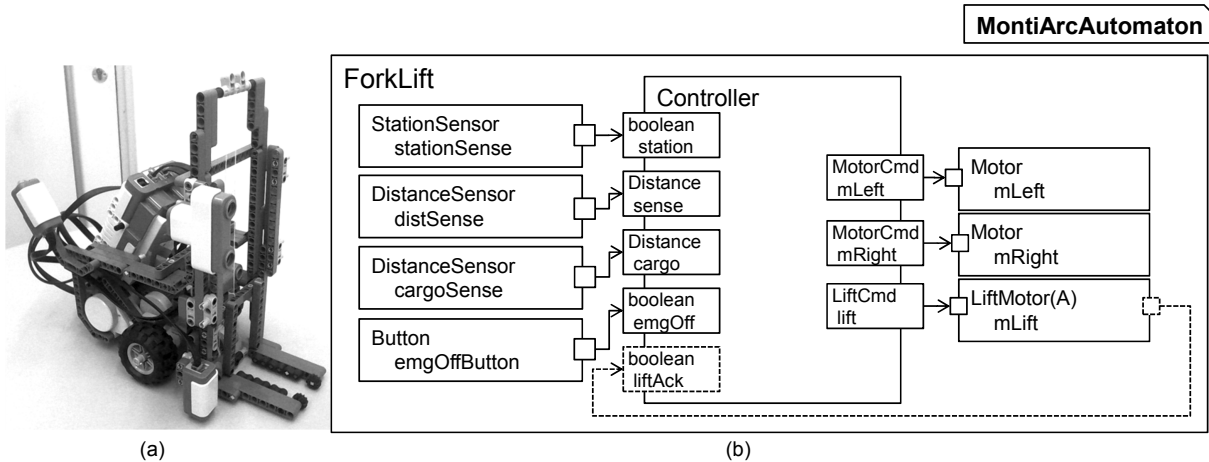 MontiArcAutomaton
ForkLift
Controller
StationSensor
stationSense
DistanceSensor
distSense
DistanceSensor
cargoSense
Button
emgOffButton
boolean
station
Distance
sense
Distance
cargo
boolean
emgOff
boolean
liftAck
MotorCmd
mLeft
MotorCmd
mRight
LiftCmd
lift
Motor
mLeft
Motor
mRight
LiftMotor(A)
mLift
(a)
(b)